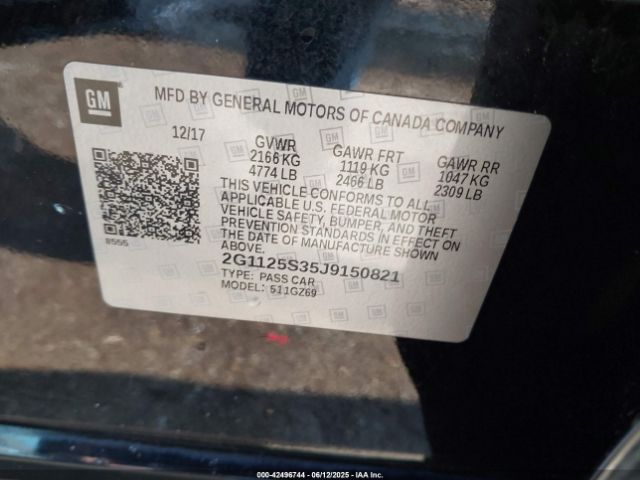 GM
MFD BY GENERAL MOTORS OF CANADA COMPANY
12/17
GVWR
2166 KG
4774 LB
GAWR FRT
1119 KG
2466 LB
GAWR RR
1047 KG
2309 LB
THIS VEHICLE CONFORMS TO ALL
APPLICABLE U.S. FEDERAL MOTOR
VEHICLE SAFETY, BUMPER, AND THEFT
PREVENTION STANDARDS IN EFFECT ON
THE DATE OF MANUFACTURE SHOWN
ABOVE.
#555
2G1125S35J9150821
TYPE: PASS CAR
MODEL: 511GZ69
000-42496744 - 06/12/2025 - IAAI Inc.